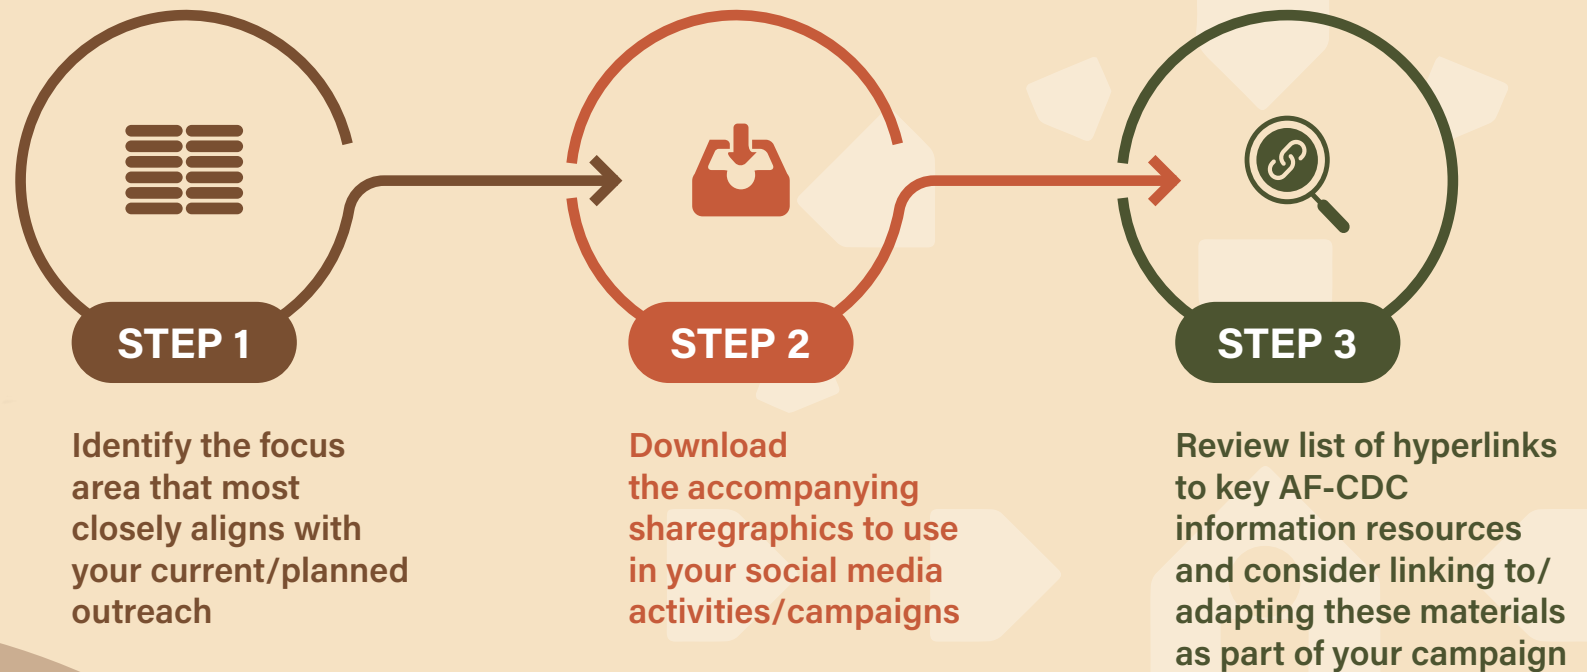 STEP 1
Identify the focus
area that most
closely aligns with
your current/planned
outreach
STEP 2
Download
the accompanying
sharegraphics to use
in your social media
activities/campaigns
STEP 3
Review list of hyperlinks
to key AF-CDC
information resources
and consider linking to/
adapting these materials
as part of your campaign